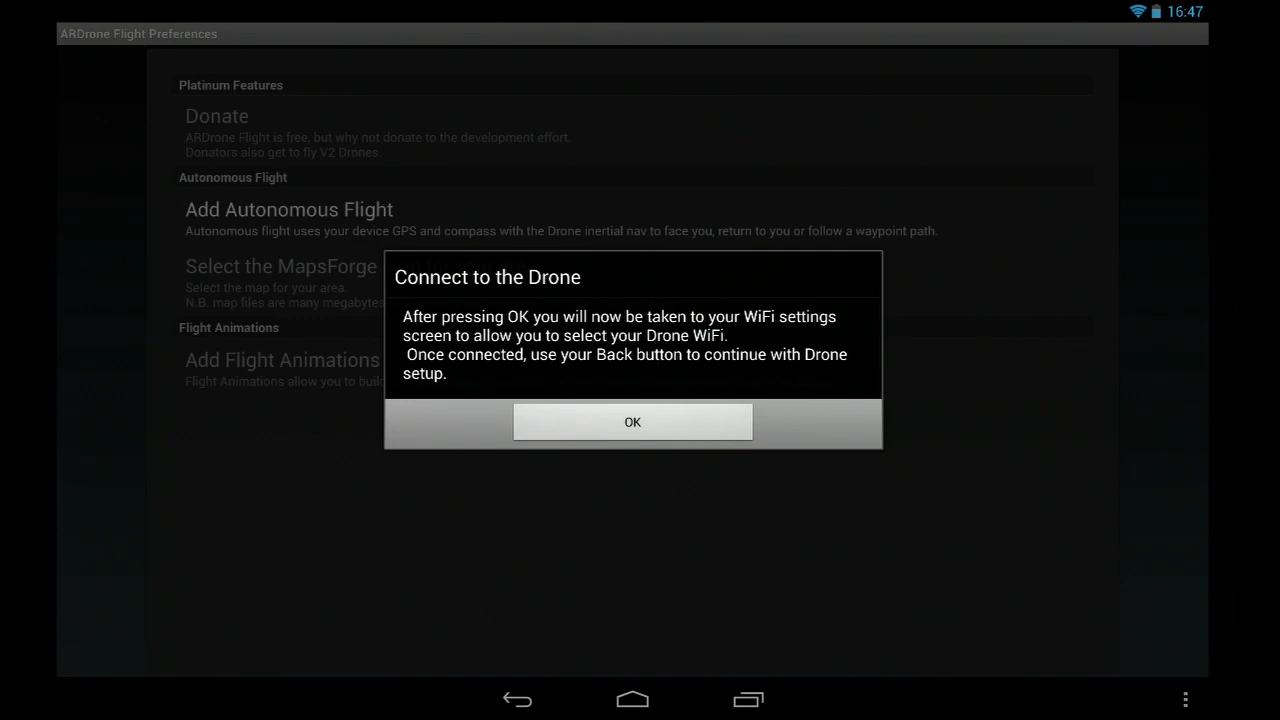 16:47
ARDrone Flight Preferences
Platinum Features
Donate
ARDrone Flight is free, but why not donate to the development effort.
Donators also get to fly V2 Drones.
Autonomous Flight
Add Autonomous Flight
Autonomous flight uses your device GPS and compass with the Drone inertial nav to face you, return to you or follow a waypoint path.
Select the MapsForge
Select the map for your area.
N.B. map files are many megabytes
Flight Animations
Add Flight Animations
Flight Animations allow you to build
Connect to the Drone
After pressing OK you will now be taken to your WiFi settings
screen to allow you to select your Drone WiFi.
Once connected, use your Back button to continue with Drone
setup.
OK